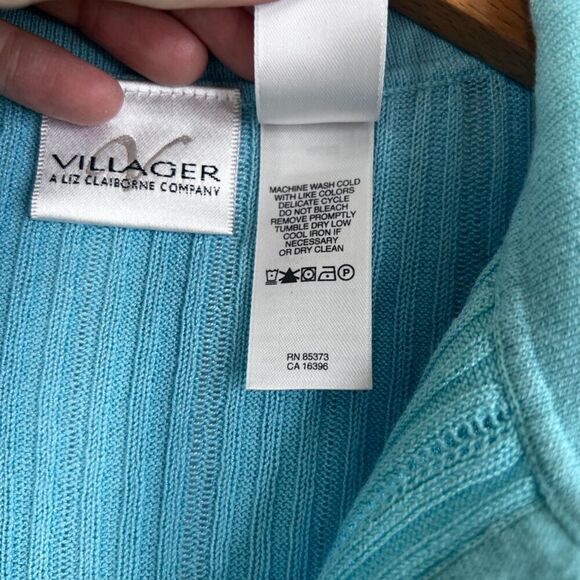 VILLAGER
A LIZ CLAIBORNE COMPANY
MACHINE WASH COLD
WITH LIKE COLORS
DELICATE CYCLE
DO NOT BLEACH
REMOVE PROMPTLY
TUMBLE DRY LOW
COOL IRON IF
NECESSARY
OR DRY CLEAN
P
RN 85373
CA 16396